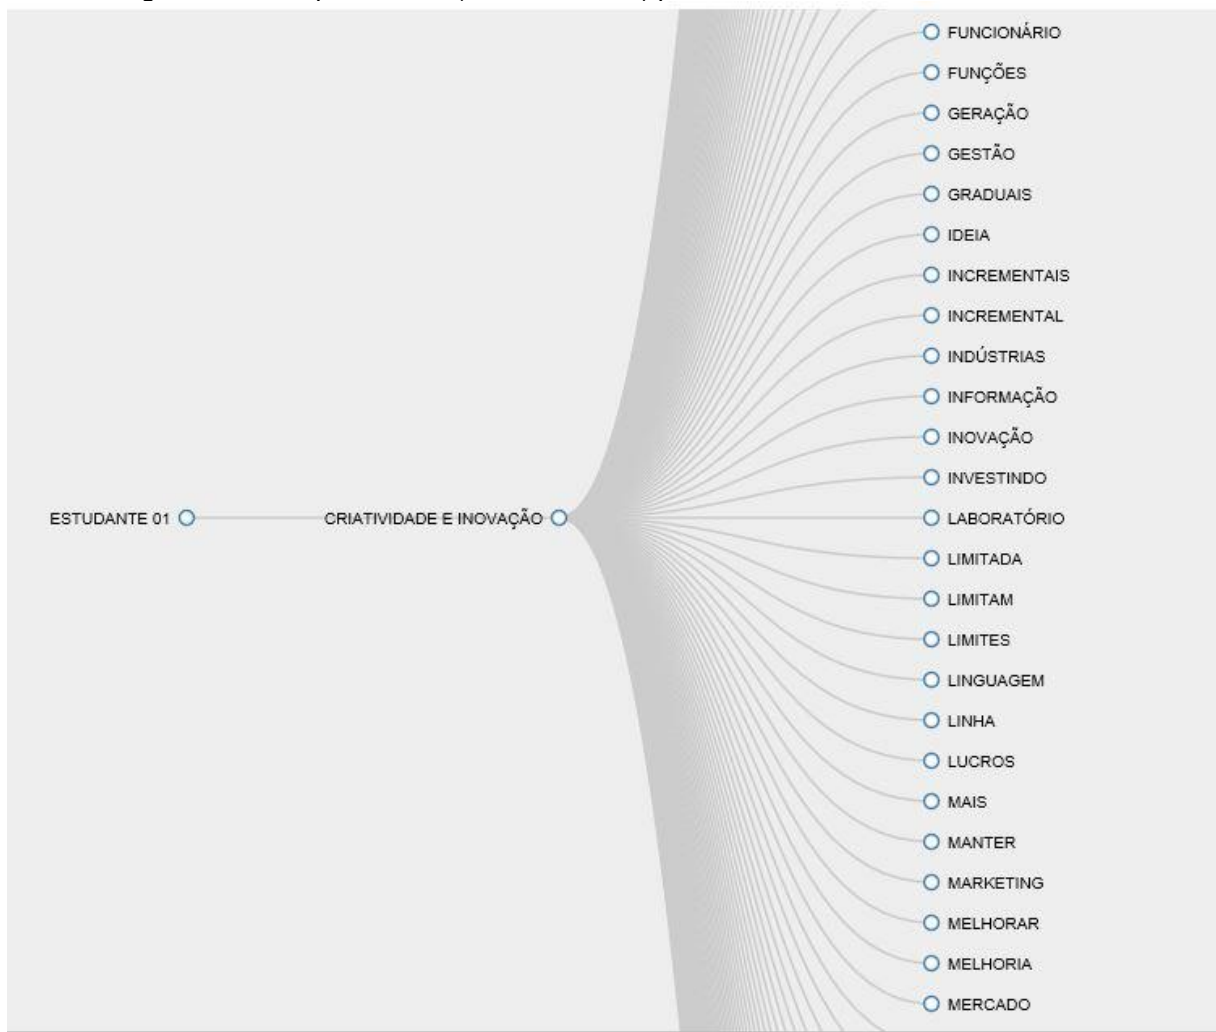 FUNCIONÁRIO
FUNÇÕES
GERAÇÃO
GESTÃO
GRADUAIS
IDEIA
INCREMENTAIS
INCREMENTAL
INDÚSTRIAS
INFORMAÇÃO
INOVAÇÃO
INVESTINDO
ESTUDANTE 01 CRIATIVIDADE E INOVAÇÃO LABORATÓRIO
LIMITADA
LIMITAM
LIMITES
LINGUAGEM
LINHA
LUCROS
MAIS
MANTER
MARKETING
MELHORAR
MELHORIA
MERCADO